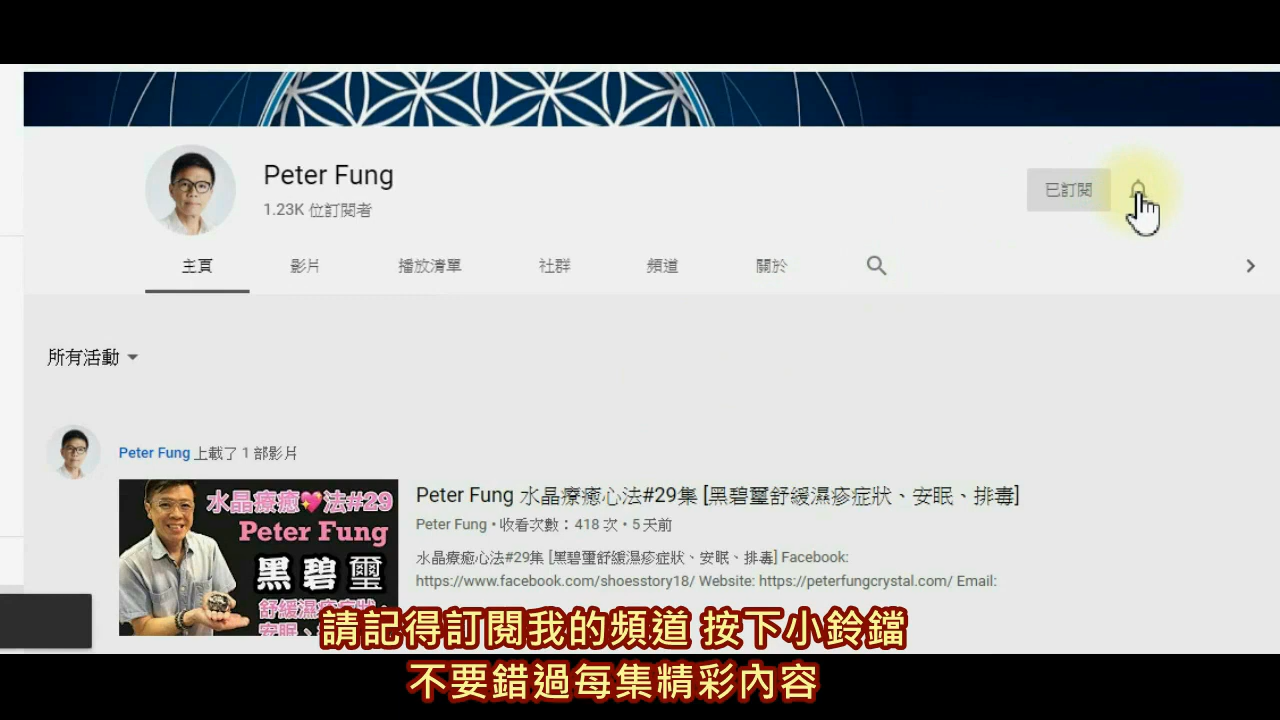 Peter Fung
1.23K 位訂閱者
已訂閱
主頁
影片
播放清單
社群
頻道
關於
所有活動
Peter Fung 上載了 1 部影片
水晶療癒💖法#29
Peter Fung
黑碧璽
舒緩濕疹症狀、
Peter Fung 水晶療癒心法#29集 [黑碧璽舒緩濕疹症狀、安眠、排毒]
Peter Fung • 收看次數：418 次 • 5 天前
水晶療癒心法#29集 [黑碧璽舒緩濕疹症狀、安眠、排毒] Facebook:
https://www.facebook.com/shoesstory18/ Website: https://peterfungcrystal.com/ Email:
請記得訂閱我的頻道 按下小鈴鐺
不要錯過每集精彩內容